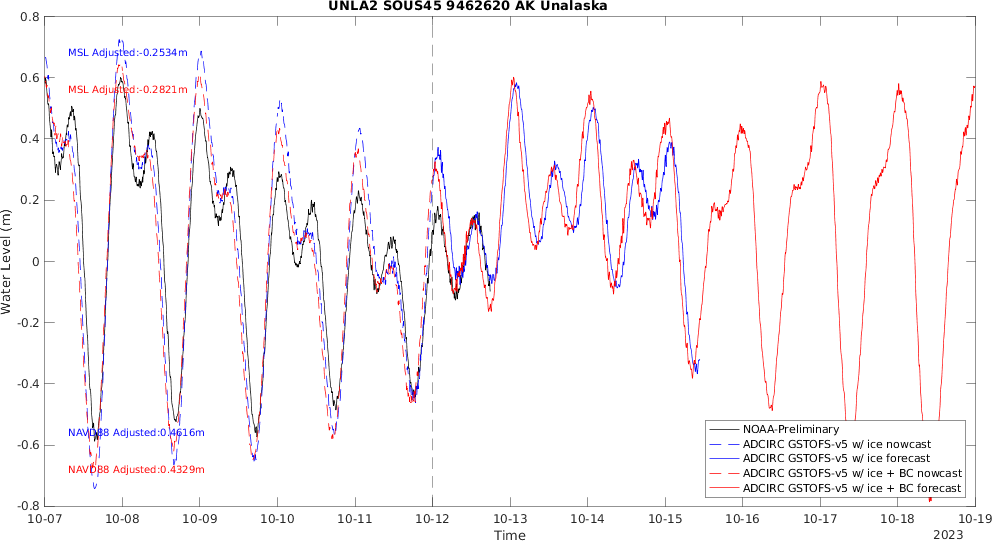 UNLA2 SOUS45 9462620 AK Unalaska
0.8
0.6
0.4
0.2
0
-0.2
-0.4
-0.6
-0.8
Water Level (m)
MSL Adjusted:-0.2534m
MSL Adjusted:-0.2821m
NAVD88 Adjusted:0.4616m
NAVD88 Adjusted:0.4329m
NOAA-Preliminary
ADCIRC GSTOFS-v5 w/ ice nowcast
ADCIRC GSTOFS-v5 w/ ice forecast
ADCIRC GSTOFS-v5 w/ ice + BC nowcast
ADCIRC GSTOFS-v5 w/ ice + BC forecast
10-07 10-08 10-09 10-10 10-11 10-12 10-13 10-14 10-15 10-16 10-17 10-18 10-19
Time
2023